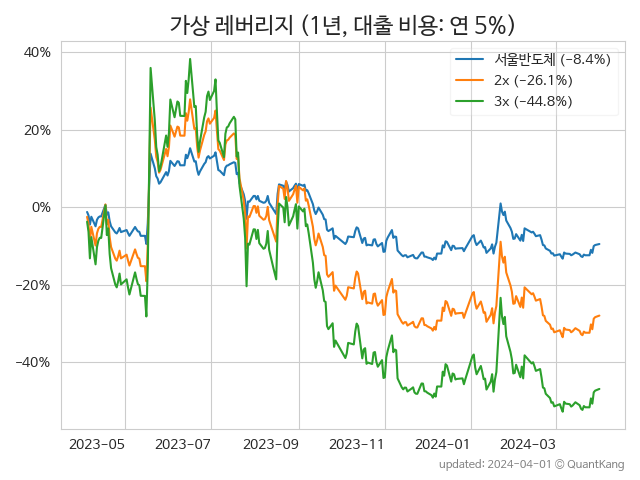 가상 레버리지 (1년, 대출 비용: 연 5%)
40%
20%
0%
−20%
−40%
서울반도체 (−8.4%)
2x (−26.1%)
3x (−44.8%)
2023-05 2023-07 2023-09 2023-11 2024-01 2024-03
updated: 2024-04-01 © QuantKang